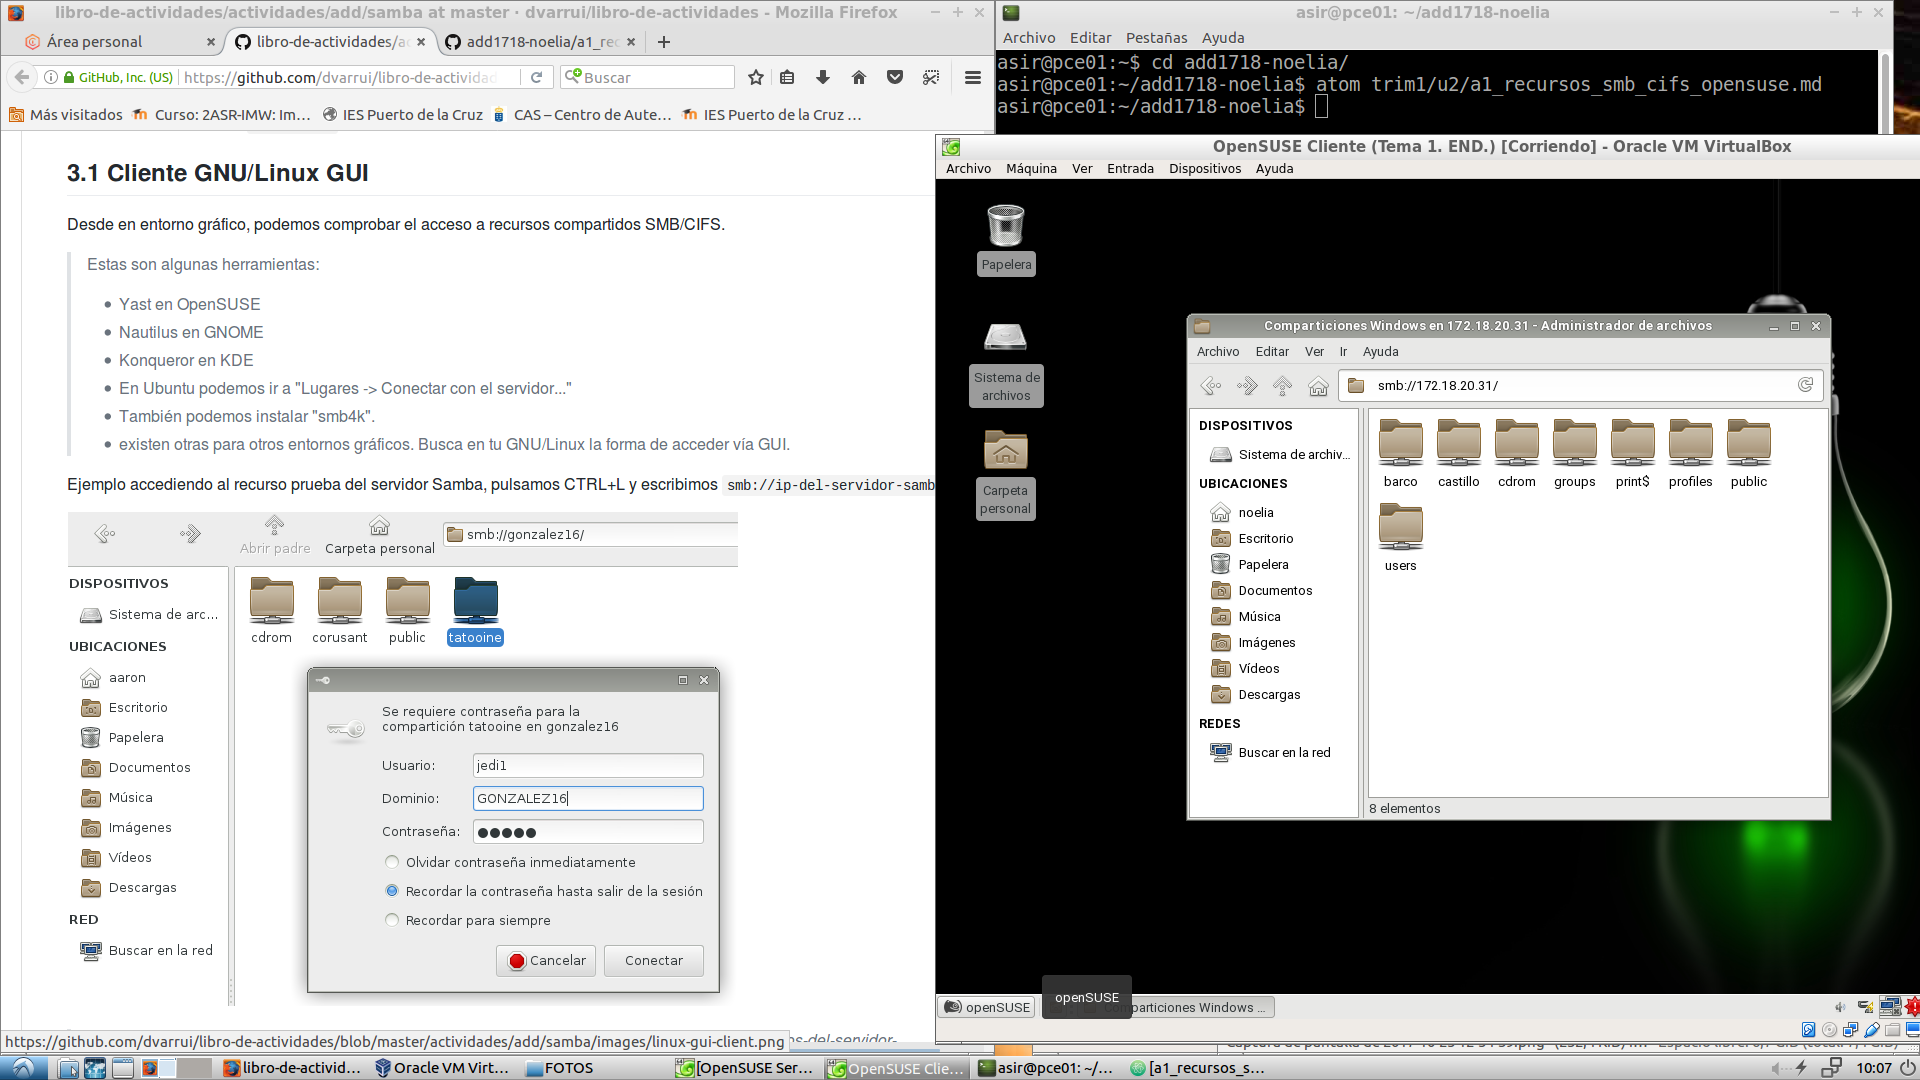 libro-de-actividades/actividades/add/samba at master · dvarrui/libro-de-actividades - Mozilla Firefox
Área personal
libro-de-actividades/ac
add1718-noelia/a1_rec
GitHub, Inc. (US)
https://github.com/dvarrui/libro-de-actividad
Buscar
Más visitados
Curso: 2ASR-IMW: Im...
IES Puerto de la Cruz
CAS – Centro de Aute...
IES Puerto de la Cruz ...
3.1 Cliente GNU/Linux GUI
Desde en entorno gráfico, podemos comprobar el acceso a recursos compartidos SMB/CIFS.
Estas son algunas herramientas:
Yast en OpenSUSE
Nautilus en GNOME
Konqueror en KDE
En Ubuntu podemos ir a "Lugares -> Conectar con el servidor..."
También podemos instalar "smb4k".
existen otras para otros entornos gráficos. Busca en tu GNU/Linux la forma de acceder vía GUI.
Ejemplo accediendo al recurso prueba del servidor Samba, pulsamos CTRL+L y escribimos smb://ip-del-servidor-samb
Abrir padre
Carpeta personal
smb://gonzalez16/
DISPOSITIVOS
Sistema de arc...
UBICACIONES
aaron
Escritorio
Papelera
Documentos
Música
Imágenes
Vídeos
Descargas
RED
Buscar en la red
cdrom
corusant
public
tatooine
Se requiere contraseña para la
compartición tatooine en gonzalez16
Usuario:
jedi1
Dominio:
GONZALEZ16
Contraseña:
Olvidar contraseña inmediatamente
Recordar la contraseña hasta salir de la sesión
Recordar para siempre
Cancelar
Conectar
https://github.com/dvarrui/libro-de-actividades/blob/master/actividades/add/samba/images/linux-gui-client.png
asir@pce01: ~/add1718-noelia
Archivo Editar Pestañas Ayuda
asir@pce01:~$ cd add1718-noelia/
asir@pce01:~/add1718-noelia$ atom trim1/u2/a1_recursos_smb_cifs_opensuse.md
asir@pce01:~/add1718-noelia$
OpenSUSE Cliente (Tema 1. END.) [Corriendo] - Oracle VM VirtualBox
Archivo Máquina Ver Entrada Dispositivos Ayuda
Papelera
Sistema de
archivos
Carpeta
personal
Comparticiones Windows en 172.18.20.31 - Administrador de archivos
Archivo Editar Ver Ir Ayuda
smb://172.18.20.31/
DISPOSITIVOS
Sistema de archiv...
UBICACIONES
noelia
Escritorio
Papelera
Documentos
Música
Imágenes
Vídeos
Descargas
REDES
Buscar en la red
barco castillo cdrom groups print$ profiles public
users
8 elementos
openSUSE
openSUSE
omparticiones Windows ...
libro-de-activid...
Oracle VM Virt...
FOTOS
[OpenSUSE Ser...
OpenSUSE Clie...
asir@pce01: ~/...
[a1_recursos_s...
10:07